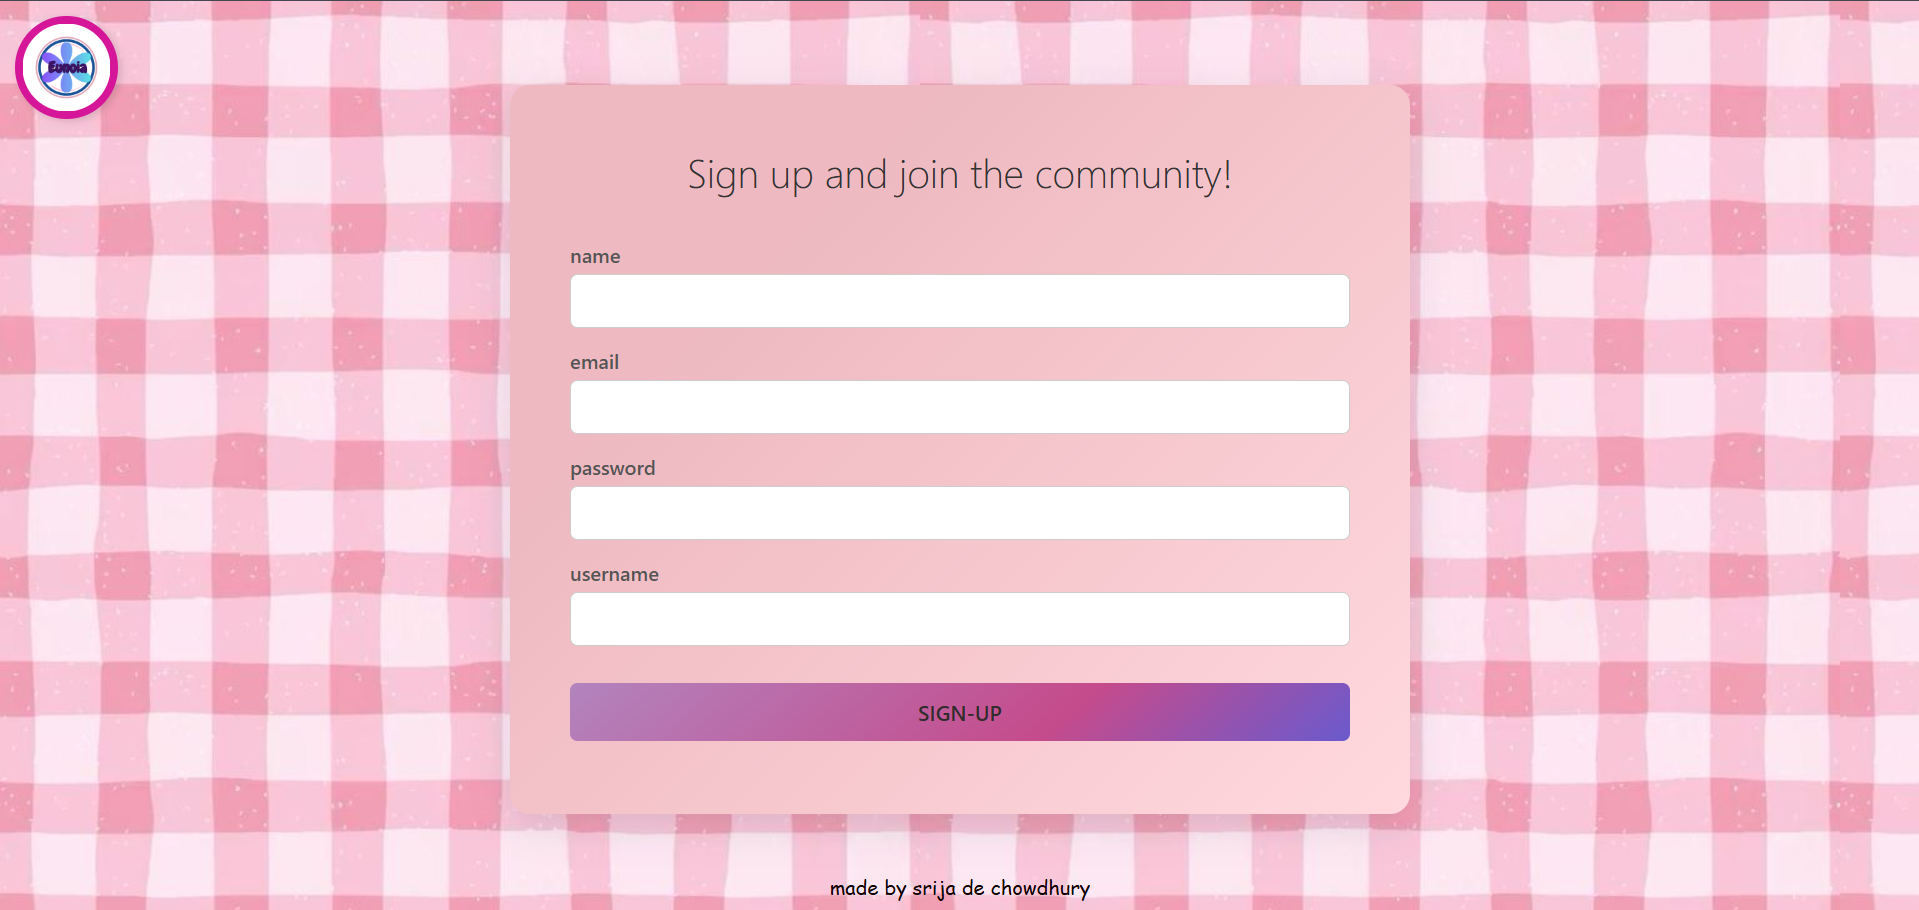 Eunoia
Sign up and join the community!
name
email
password
username
SIGN-UP
made by srija de chowdhury